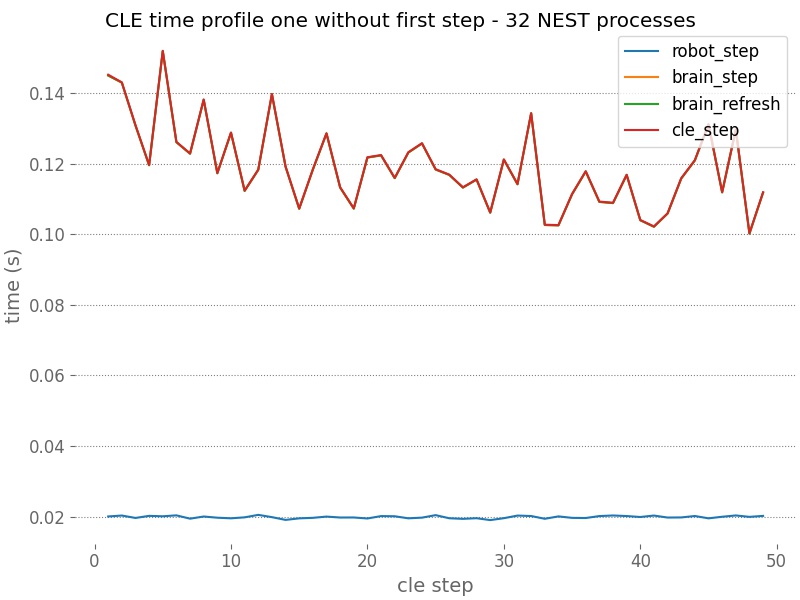 CLE time profile one without first step - 32 NEST processes
robot_step
brain_step
brain_refresh
cle_step
0.14
0.12
0.10
0.08
0.06
0.04
0.02
time (s)
0 10 20 30 40 50
cle step